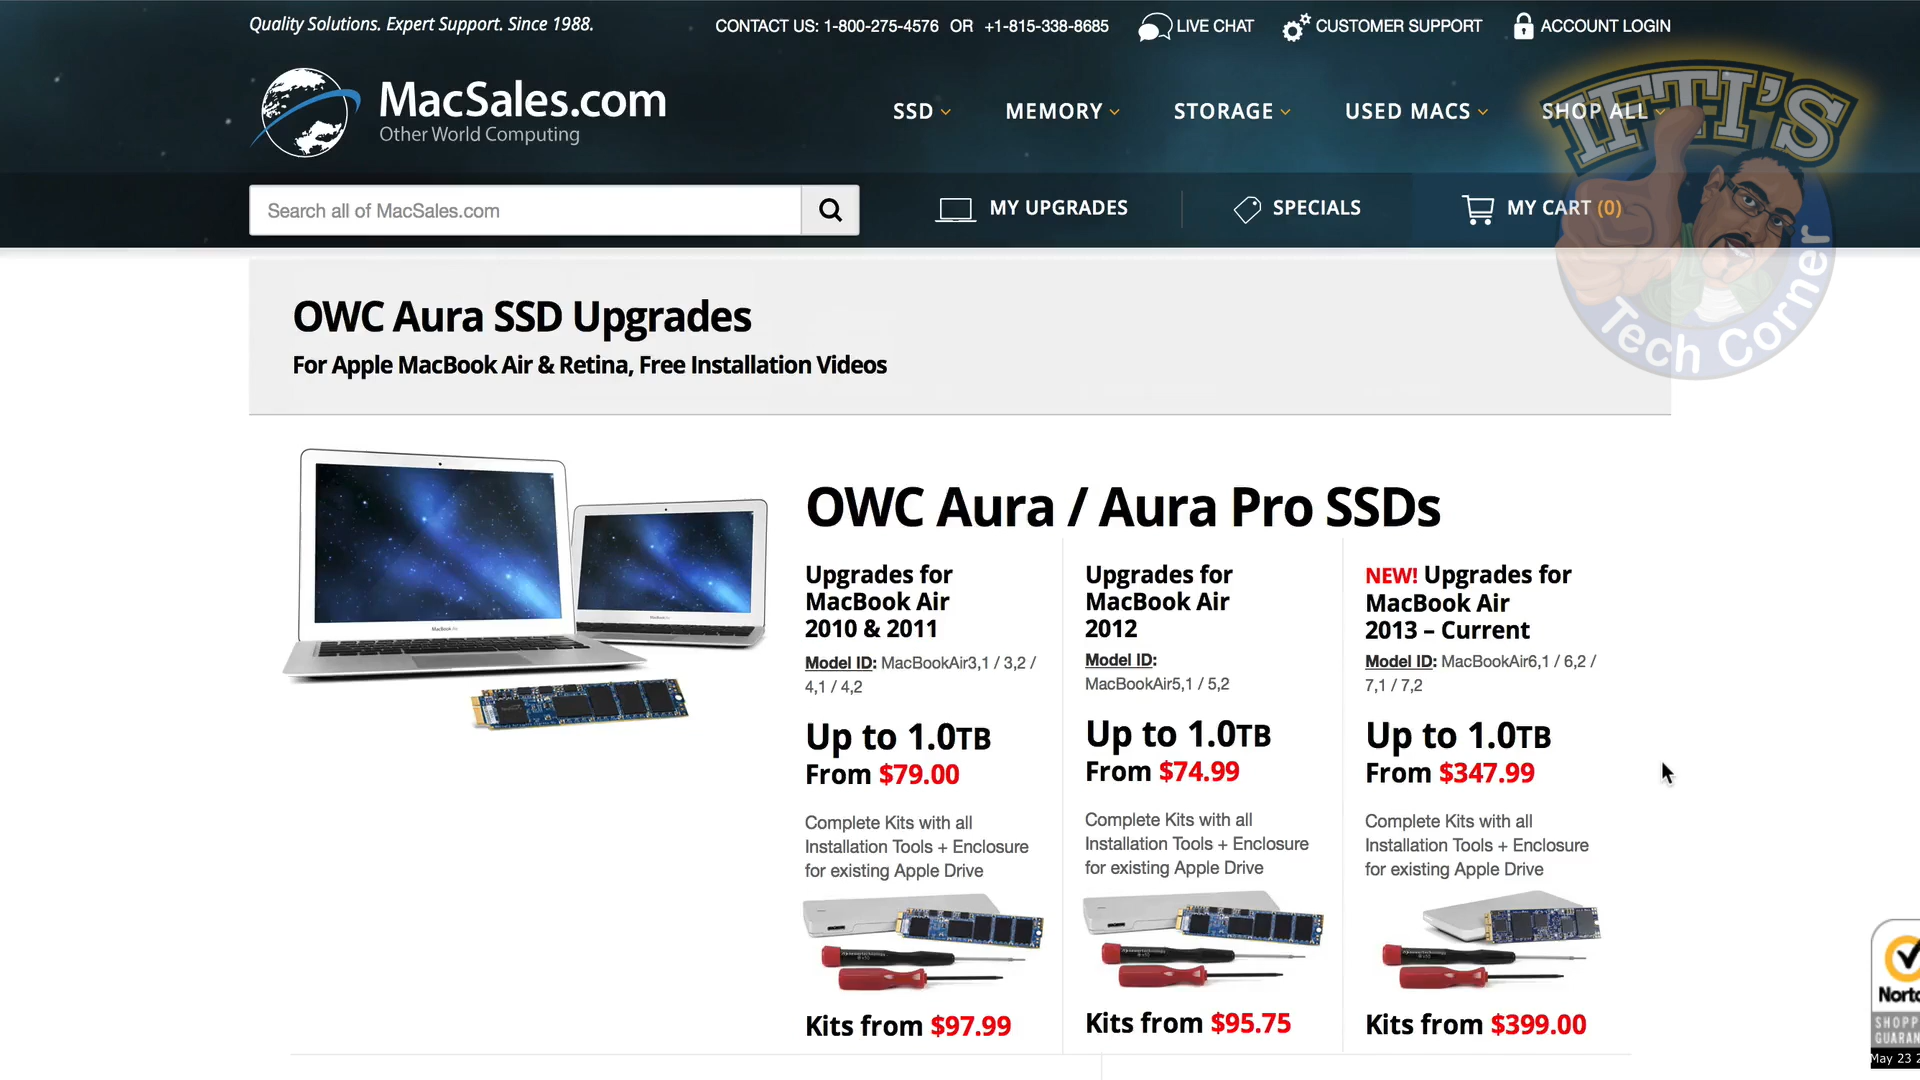 Quality Solutions. Expert Support. Since 1988.
CONTACT US: 1-800-275-4576 OR +1-815-338-8685
LIVE CHAT
CUSTOMER SUPPORT
ACCOUNT LOGIN
MacSales.com
Other World Computing
SSD
MEMORY
STORAGE
USED MACS
SHOP ALL
IFTI'S
Tech Corner
Search all of MacSales.com
MY UPGRADES
SPECIALS
MY CART (0)
OWC Aura SSD Upgrades
For Apple MacBook Air & Retina, Free Installation Videos
OWC Aura / Aura Pro SSDs
Upgrades for
MacBook Air
2010 & 2011
Model ID: MacBookAir3,1 / 3,2 /
4,1 / 4,2
Up to 1.0TB
From $79.00
Complete Kits with all
Installation Tools + Enclosure
for existing Apple Drive
Kits from $97.99
Upgrades for
MacBook Air
2012
Model ID:
MacBookAir5,1 / 5,2
Up to 1.0TB
From $74.99
Complete Kits with all
Installation Tools + Enclosure
for existing Apple Drive
Kits from $95.75
NEW! Upgrades for
MacBook Air
2013 – Current
Model ID: MacBookAir6,1 / 6,2 /
7,1 / 7,2
Up to 1.0TB
From $347.99
Complete Kits with all
Installation Tools + Enclosure
for existing Apple Drive
Kits from $399.00
May 23